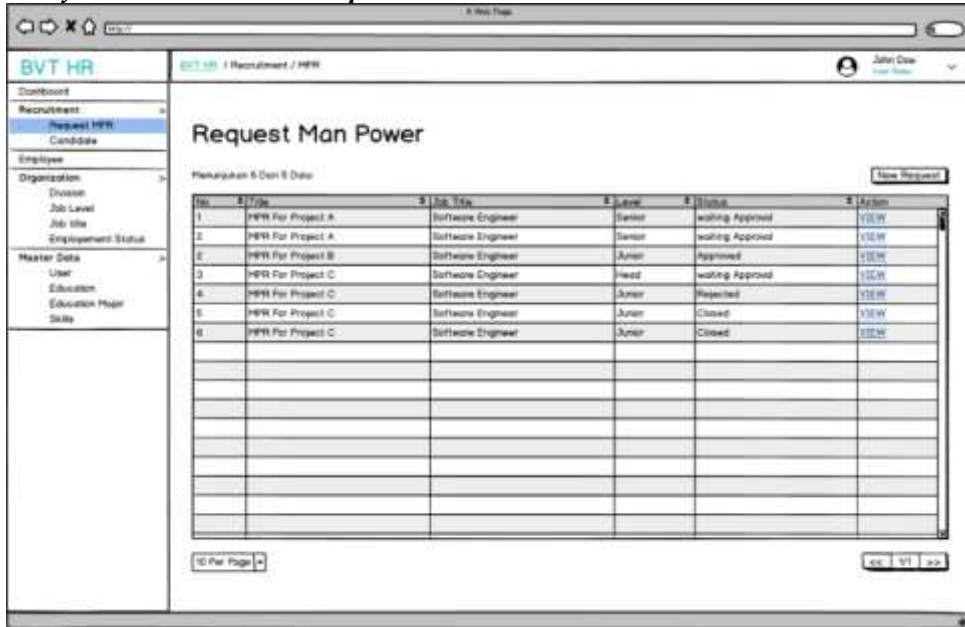 A Web Page
http://
BVT HR
BVT HR / Recruitment / MPR
John Doe
Dashboard
Recruitment
Request MPR
Candidate
Employee
Organization
Division
Job Level
Job title
Employement Status
Master Data
User
Education
Education Major
Skills
Request Man Power
Menunjukan 6 Dari 6 Data
New Request
No Title Job Title Level Status Action
1 MPR For Project A Software Engineer Senior waiting Approval VIEW
2 MPR For Project A Software Engineer Senior waiting Approval VIEW
2 MPR For Project B Software Engineer Junior Approved VIEW
3 MPR For Project C Software Engineer Head waiting Approval VIEW
4 MPR For Project C Software Engineer Junior Rejected VIEW
5 MPR For Project C Software Engineer Junior Closed VIEW
6 MPR For Project C Software Engineer Junior Closed VIEW
10 Per Page
<< 1/1 >>